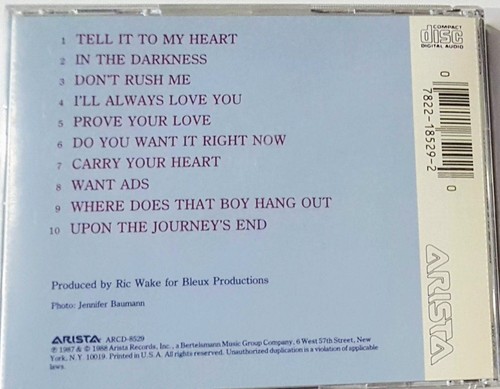 1 TELL IT TO MY HEART
2 IN THE DARKNESS
3 DON'T RUSH ME
4 I'LL ALWAYS LOVE YOU
5 PROVE YOUR LOVE
6 DO YOU WANT IT RIGHT NOW
7 CARRY YOUR HEART
8 WANT ADS
9 WHERE DOES THAT BOY HANG OUT
10 UPON THE JOURNEY'S END
Produced by Ric Wake for Bleux Productions
Photo: Jennifer Baumann
ARISTA ARCD-8529
℗ 1987 & © 1988 Arista Records, Inc., a Bertelsmann Music Group Company, 6 West 57th Street, New
York, N.Y. 10019. Printed in U.S.A. All rights reserved. Unauthorized duplication is a violation of applicable
laws.
COMPACT
disc
DIGITAL AUDIO
0 7822-18529-2 0
ARISTA